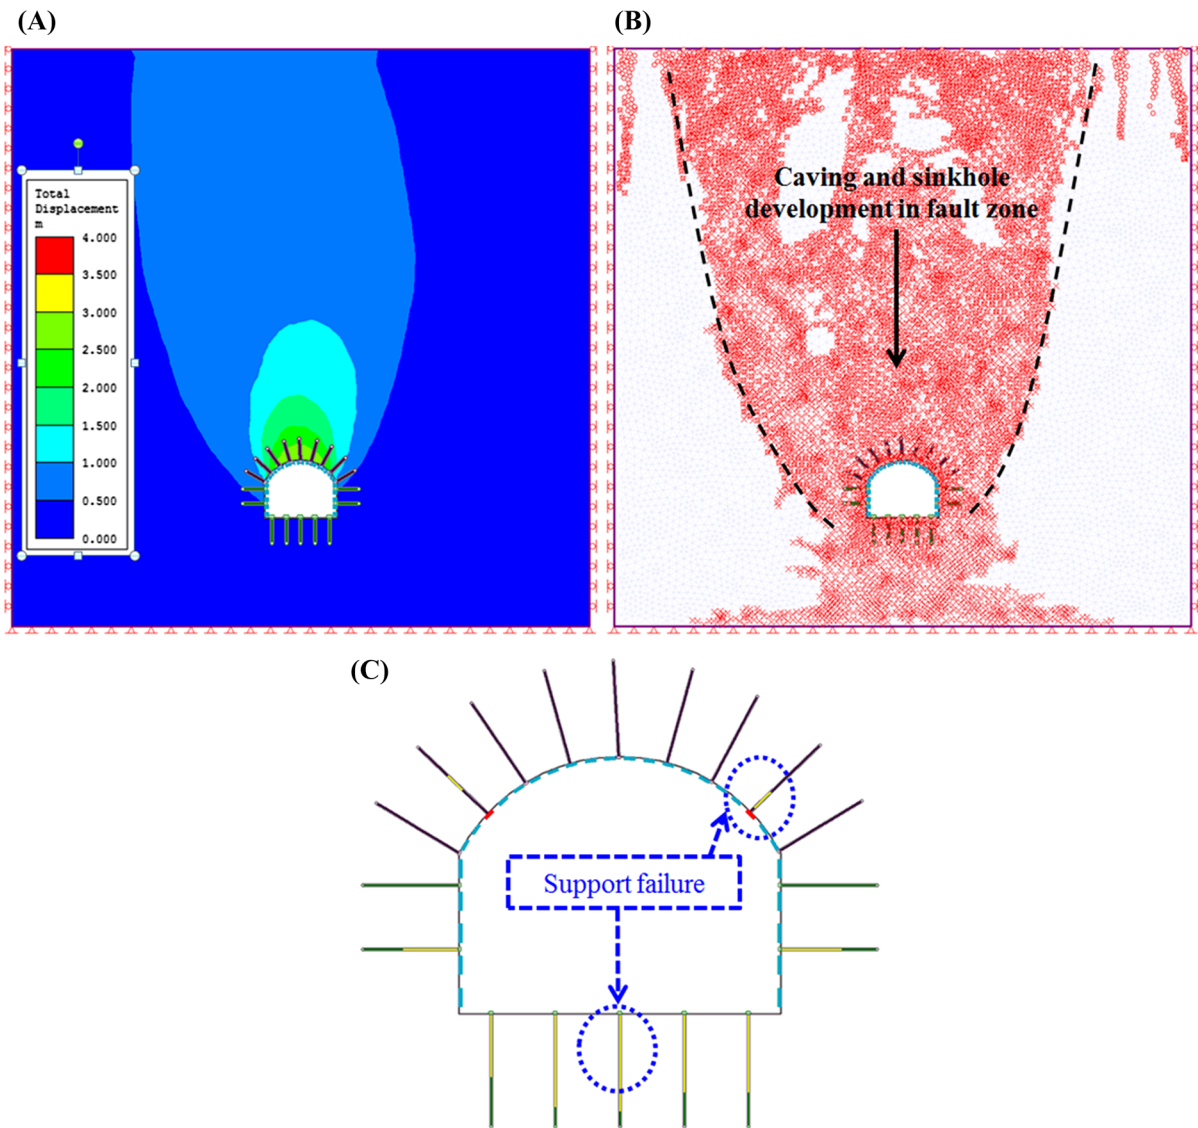 (A)
(B)
Total
Displacement
m
4.000
3.500
3.000
2.500
2.000
1.500
1.000
0.500
0.000
Caving and sinkhole
development in fault zone
(C)
Support failure